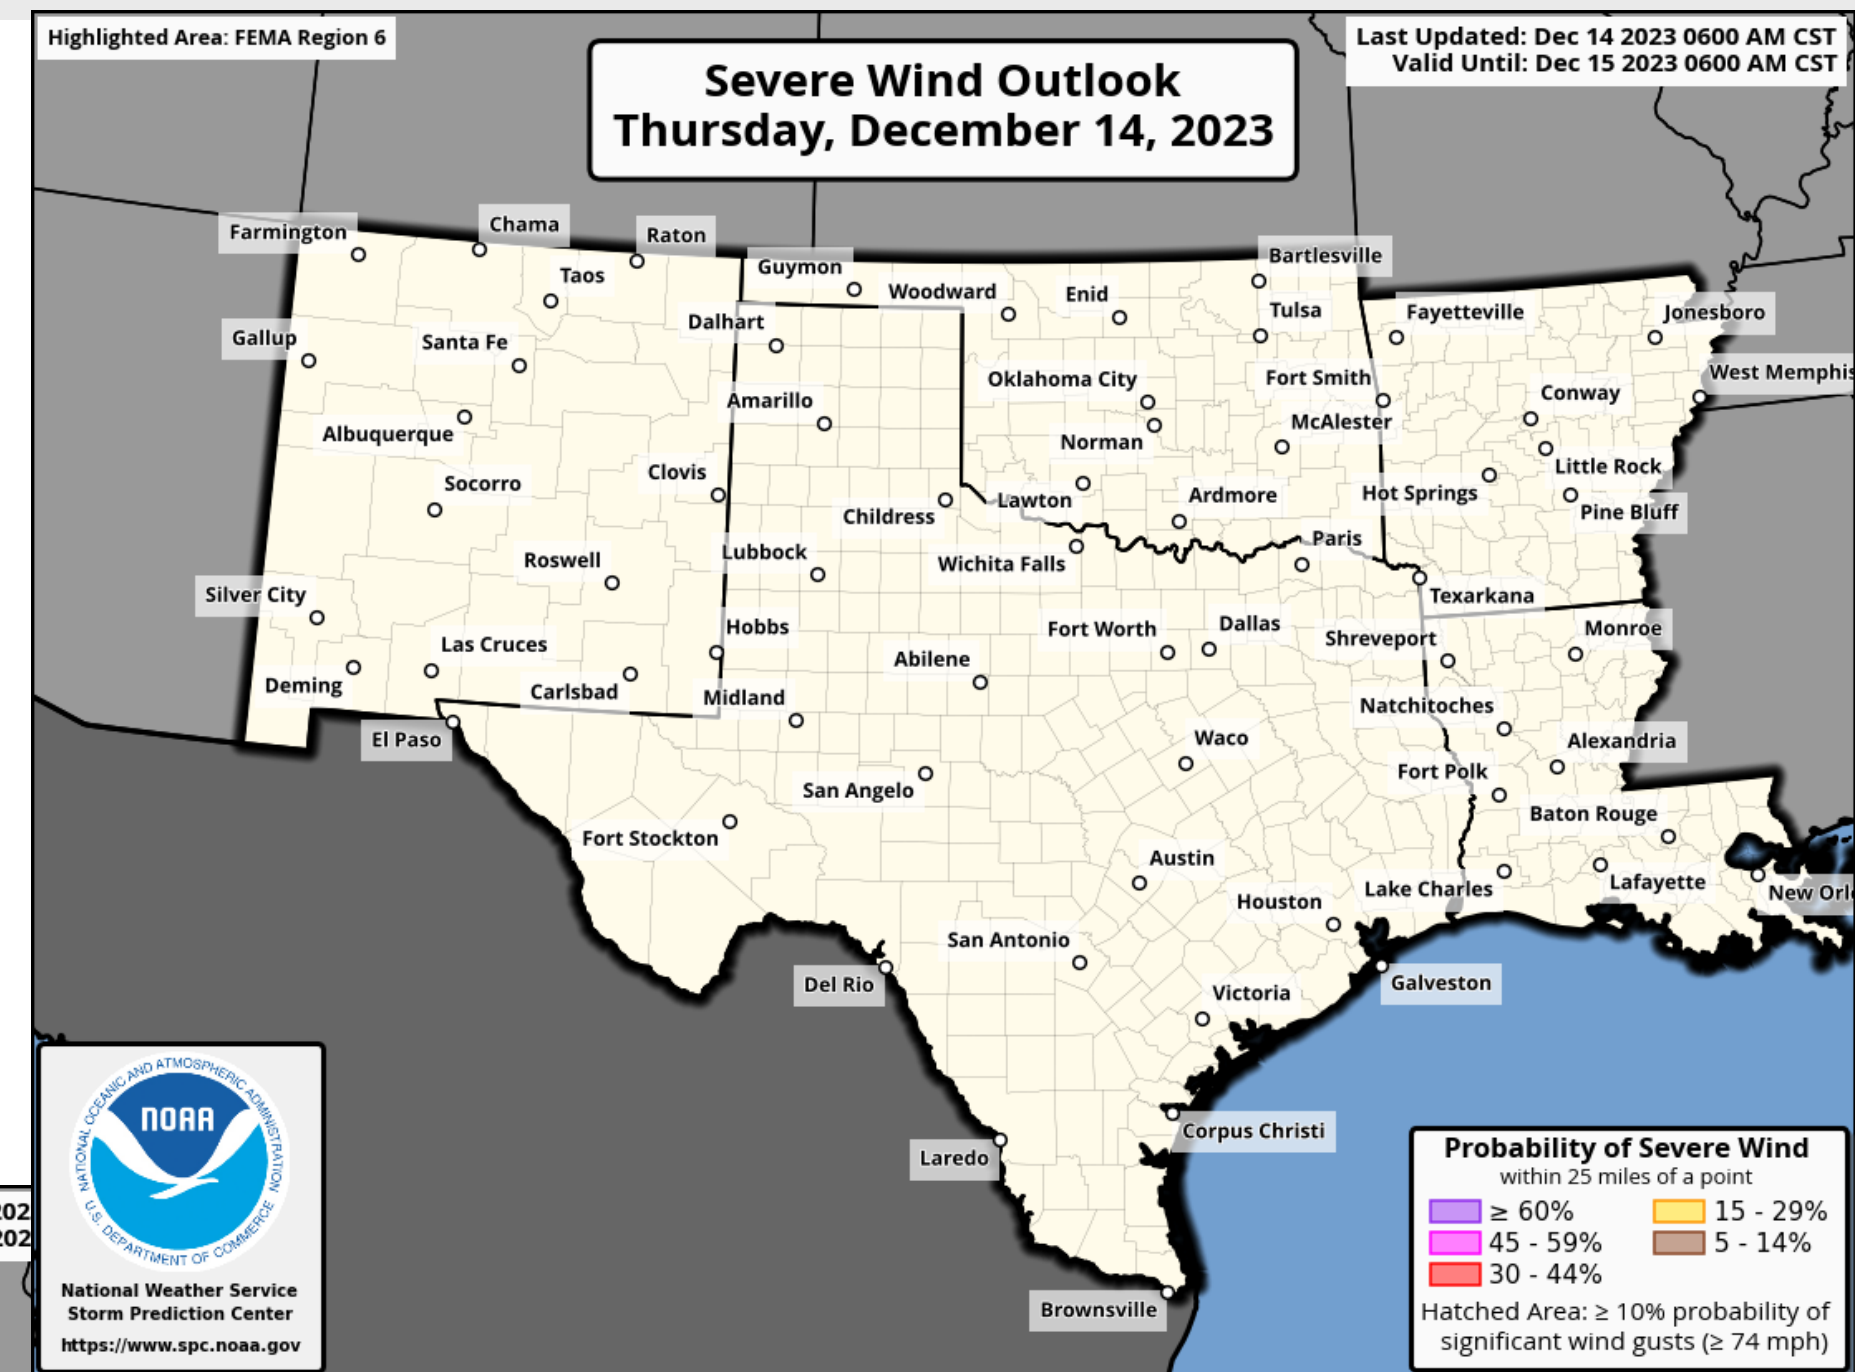 Highlighted Area: FEMA Region 6
Severe Wind Outlook
Thursday, December 14, 2023
Last Updated: Dec 14 2023 0600 AM CST
Valid Until: Dec 15 2023 0600 AM CST
Farmington
Chama
Raton
Taos
Guymon
Woodward
Enid
Bartlesville
Tulsa
Fayetteville
Jonesboro
Gallup
Santa Fe
Dalhart
Oklahoma City
Fort Smith
West Memphis
Conway
Amarillo
Albuquerque
Norman
McAlester
Little Rock
Clovis
Socorro
Childress
Lawton
Ardmore
Hot Springs
Pine Bluff
Roswell
Lubbock
Wichita Falls
Paris
Silver City
Texarkana
Las Cruces
Hobbs
Fort Worth
Dallas
Shreveport
Monroe
Deming
Carlsbad
Midland
Abilene
Natchitoches
El Paso
Waco
Alexandria
San Angelo
Fort Polk
Fort Stockton
Baton Rouge
Austin
Lake Charles
Lafayette
New Orl
Houston
San Antonio
Del Rio
Victoria
Galveston
Corpus Christi
Laredo
Brownsville
202
202
NATIONAL OCEANIC AND ATMOSPHERIC ADMINISTRATION
NOAA
U.S. DEPARTMENT OF COMMERCE
National Weather Service
Storm Prediction Center
https://www.spc.noaa.gov
Probability of Severe Wind
within 25 miles of a point
≥ 60%
15 - 29%
45 - 59%
5 - 14%
30 - 44%
Hatched Area: ≥ 10% probability of
significant wind gusts (≥ 74 mph)